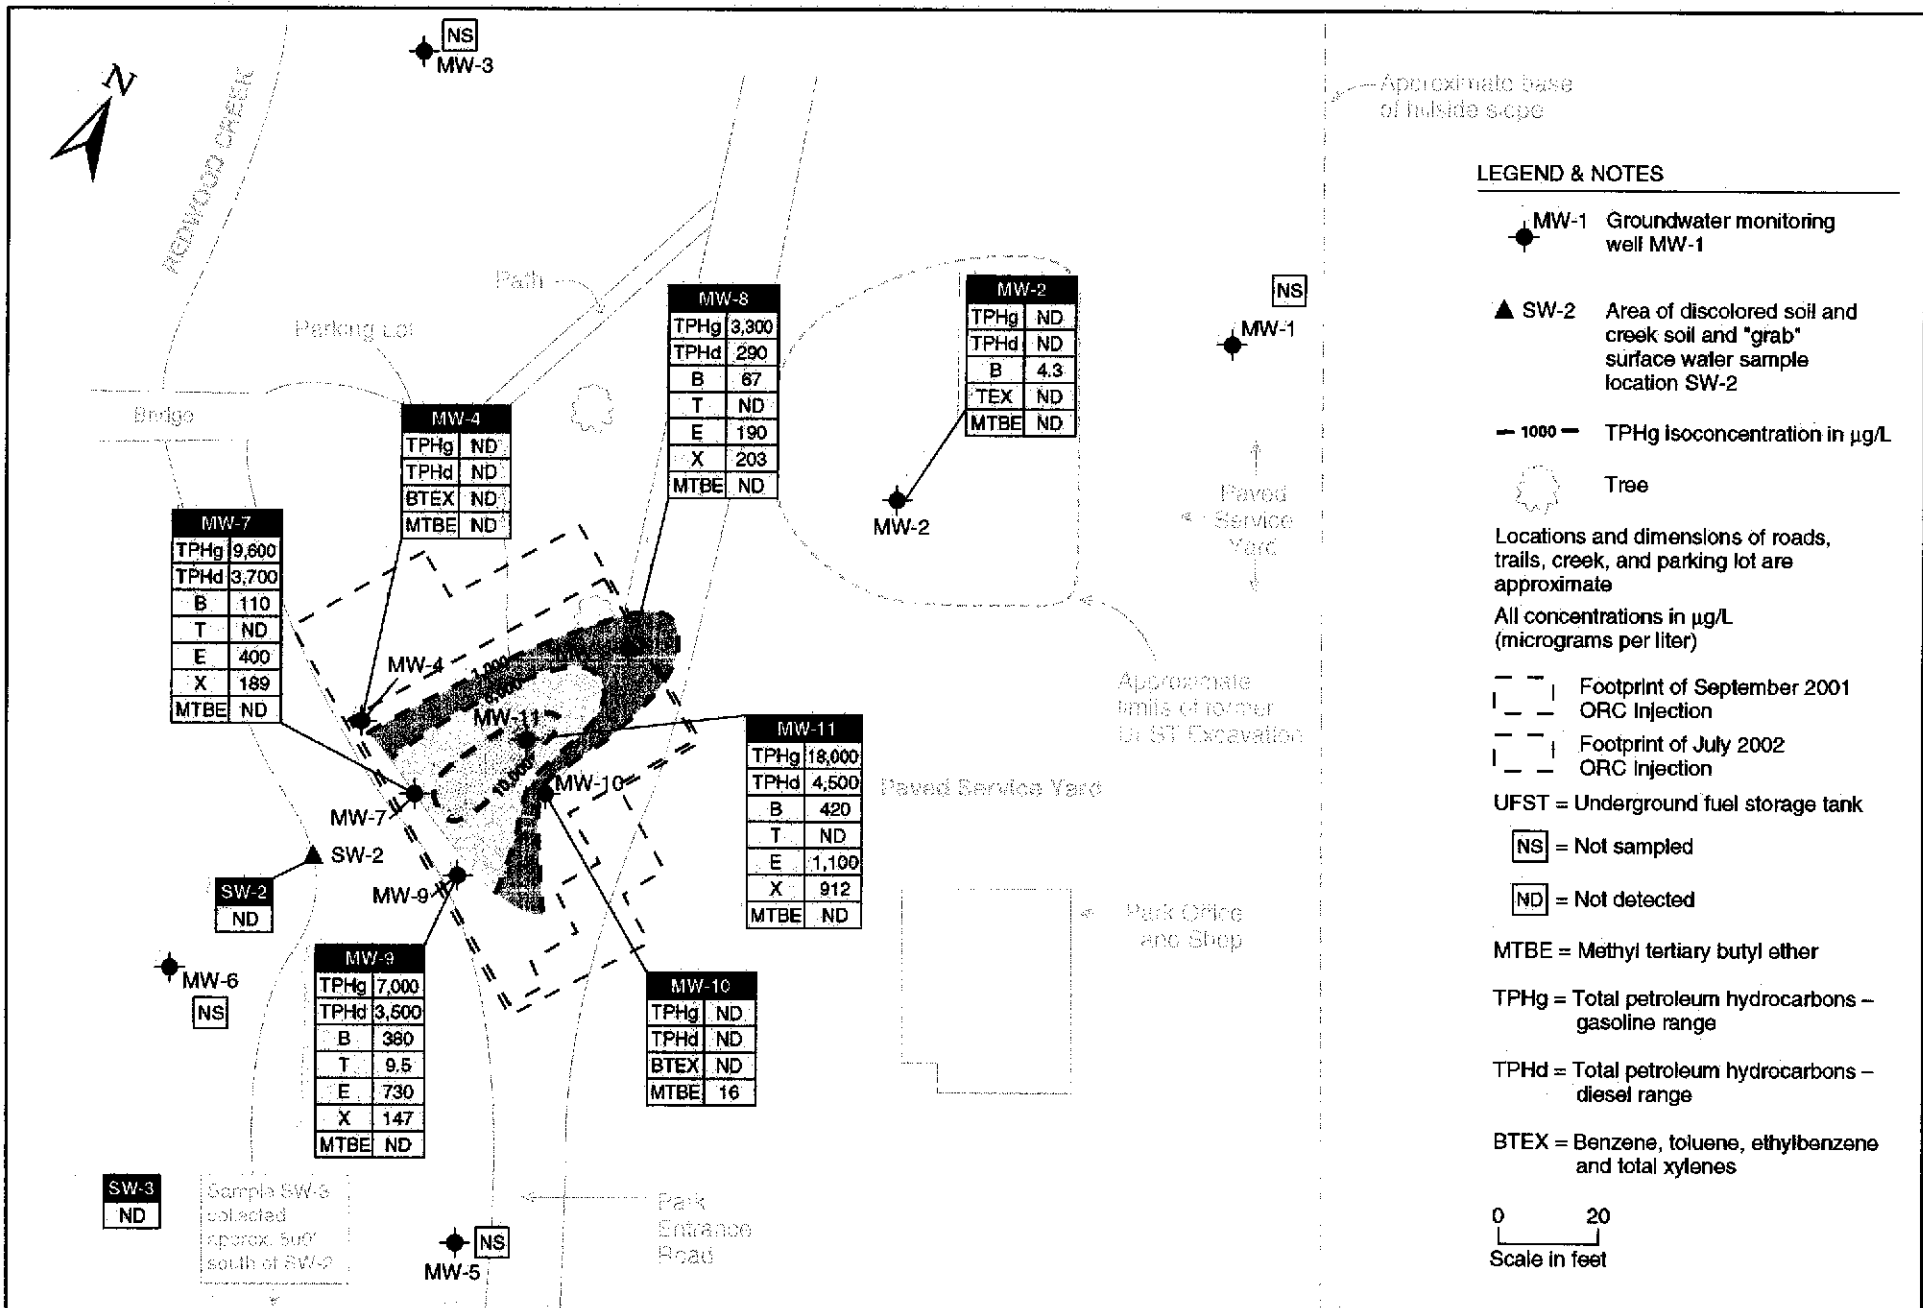 N
REDWOOD CREEK
NS
MW-3
Approximate base
of hillside slope
Path
Parking Lot
Bridge
MW-8
TPHg 3,300
TPHd 290
B 67
T ND
E 190
X 203
MTBE ND
MW-2
TPHg ND
TPHd ND
B 4.3
TEX ND
MTBE ND
MW-2
NS
MW-1
Paved
Service
Yard
MW-4
TPHg ND
TPHd ND
BTEX ND
MTBE ND
MW-4
MW-7
TPHg 9,600
TPHd 3,700
B 110
T ND
E 400
X 189
MTBE ND
MW-7
1,000
5,000
10,000
MW-11
MW-10
Approximate
limits of former
UFST Excavation
MW-11
TPHg 18,000
TPHd 4,500
B 420
T ND
E 1,100
X 912
MTBE ND
Paved Service Yard
SW-2
SW-2
ND
MW-9
MW-6
NS
MW-9
TPHg 7,000
TPHd 3,500
B 380
T 9.5
E 730
X 147
MTBE ND
MW-10
TPHg ND
TPHd ND
BTEX ND
MTBE 16
Park Office
and Shop
SW-3
ND
Sample SW-3
collected
approx. 500'
south of SW-2
NS
MW-5
Park
Entrance
Road
LEGEND & NOTES
MW-1 Groundwater monitoring
well MW-1
SW-2 Area of discolored soil and
creek soil and "grab"
surface water sample
location SW-2
1000 TPHg isoconcentration in µg/L
Tree
Locations and dimensions of roads,
trails, creek, and parking lot are
approximate
All concentrations in µg/L
(micrograms per liter)
Footprint of September 2001
ORC Injection
Footprint of July 2002
ORC Injection
UFST = Underground fuel storage tank
NS = Not sampled
ND = Not detected
MTBE = Methyl tertiary butyl ether
TPHg = Total petroleum hydrocarbons –
gasoline range
TPHd = Total petroleum hydrocarbons –
diesel range
BTEX = Benzene, toluene, ethylbenzene
and total xylenes
0 20
Scale in feet